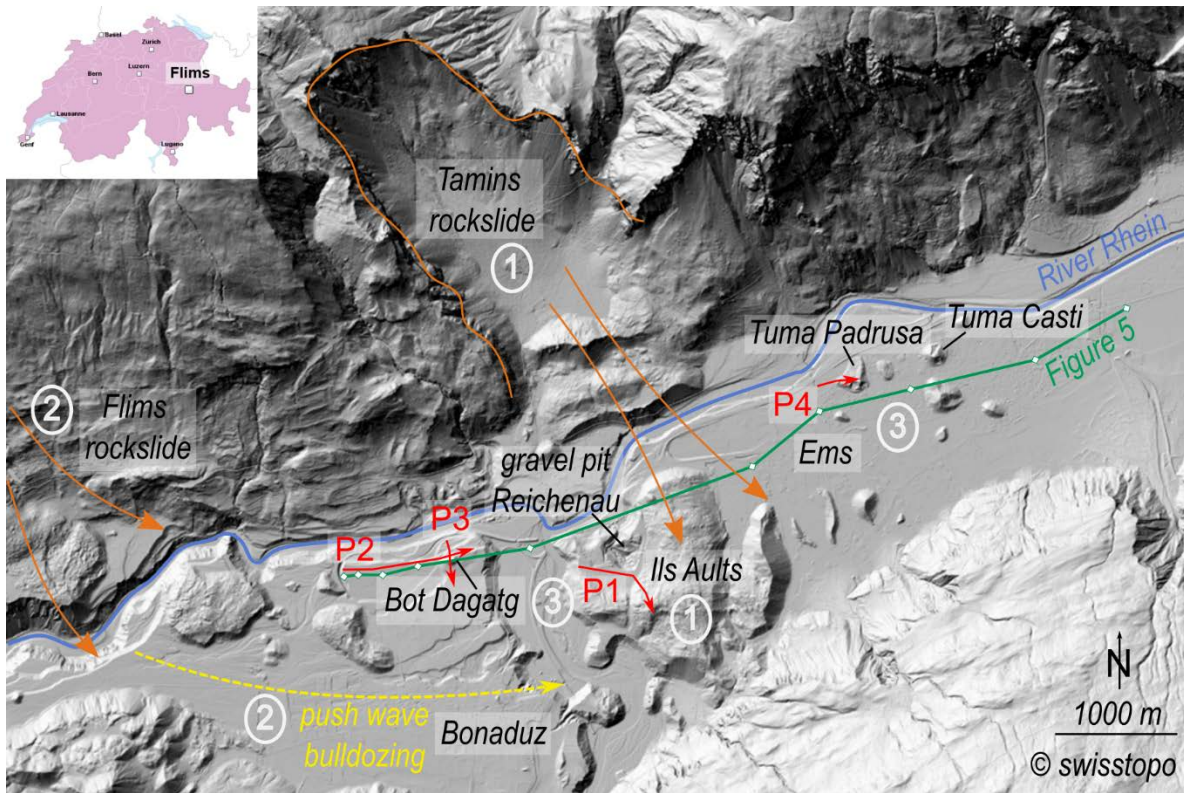 Basel
Zurich
Luzern
Bern
Flims
Lausanne
Genf
Lugano
Tamins
rockslide
1
River Rhein
Tuma Padrusa
Tuma Casti
Figure 5
P4
3
Ems
2
Flims
rockslide
gravel pit
Reichenau
P3
P2
Bot Dagatg
3
P1
Ils Aults
1
2
push wave
bulldozing
Bonaduz
N
1000 m
© swisstopo